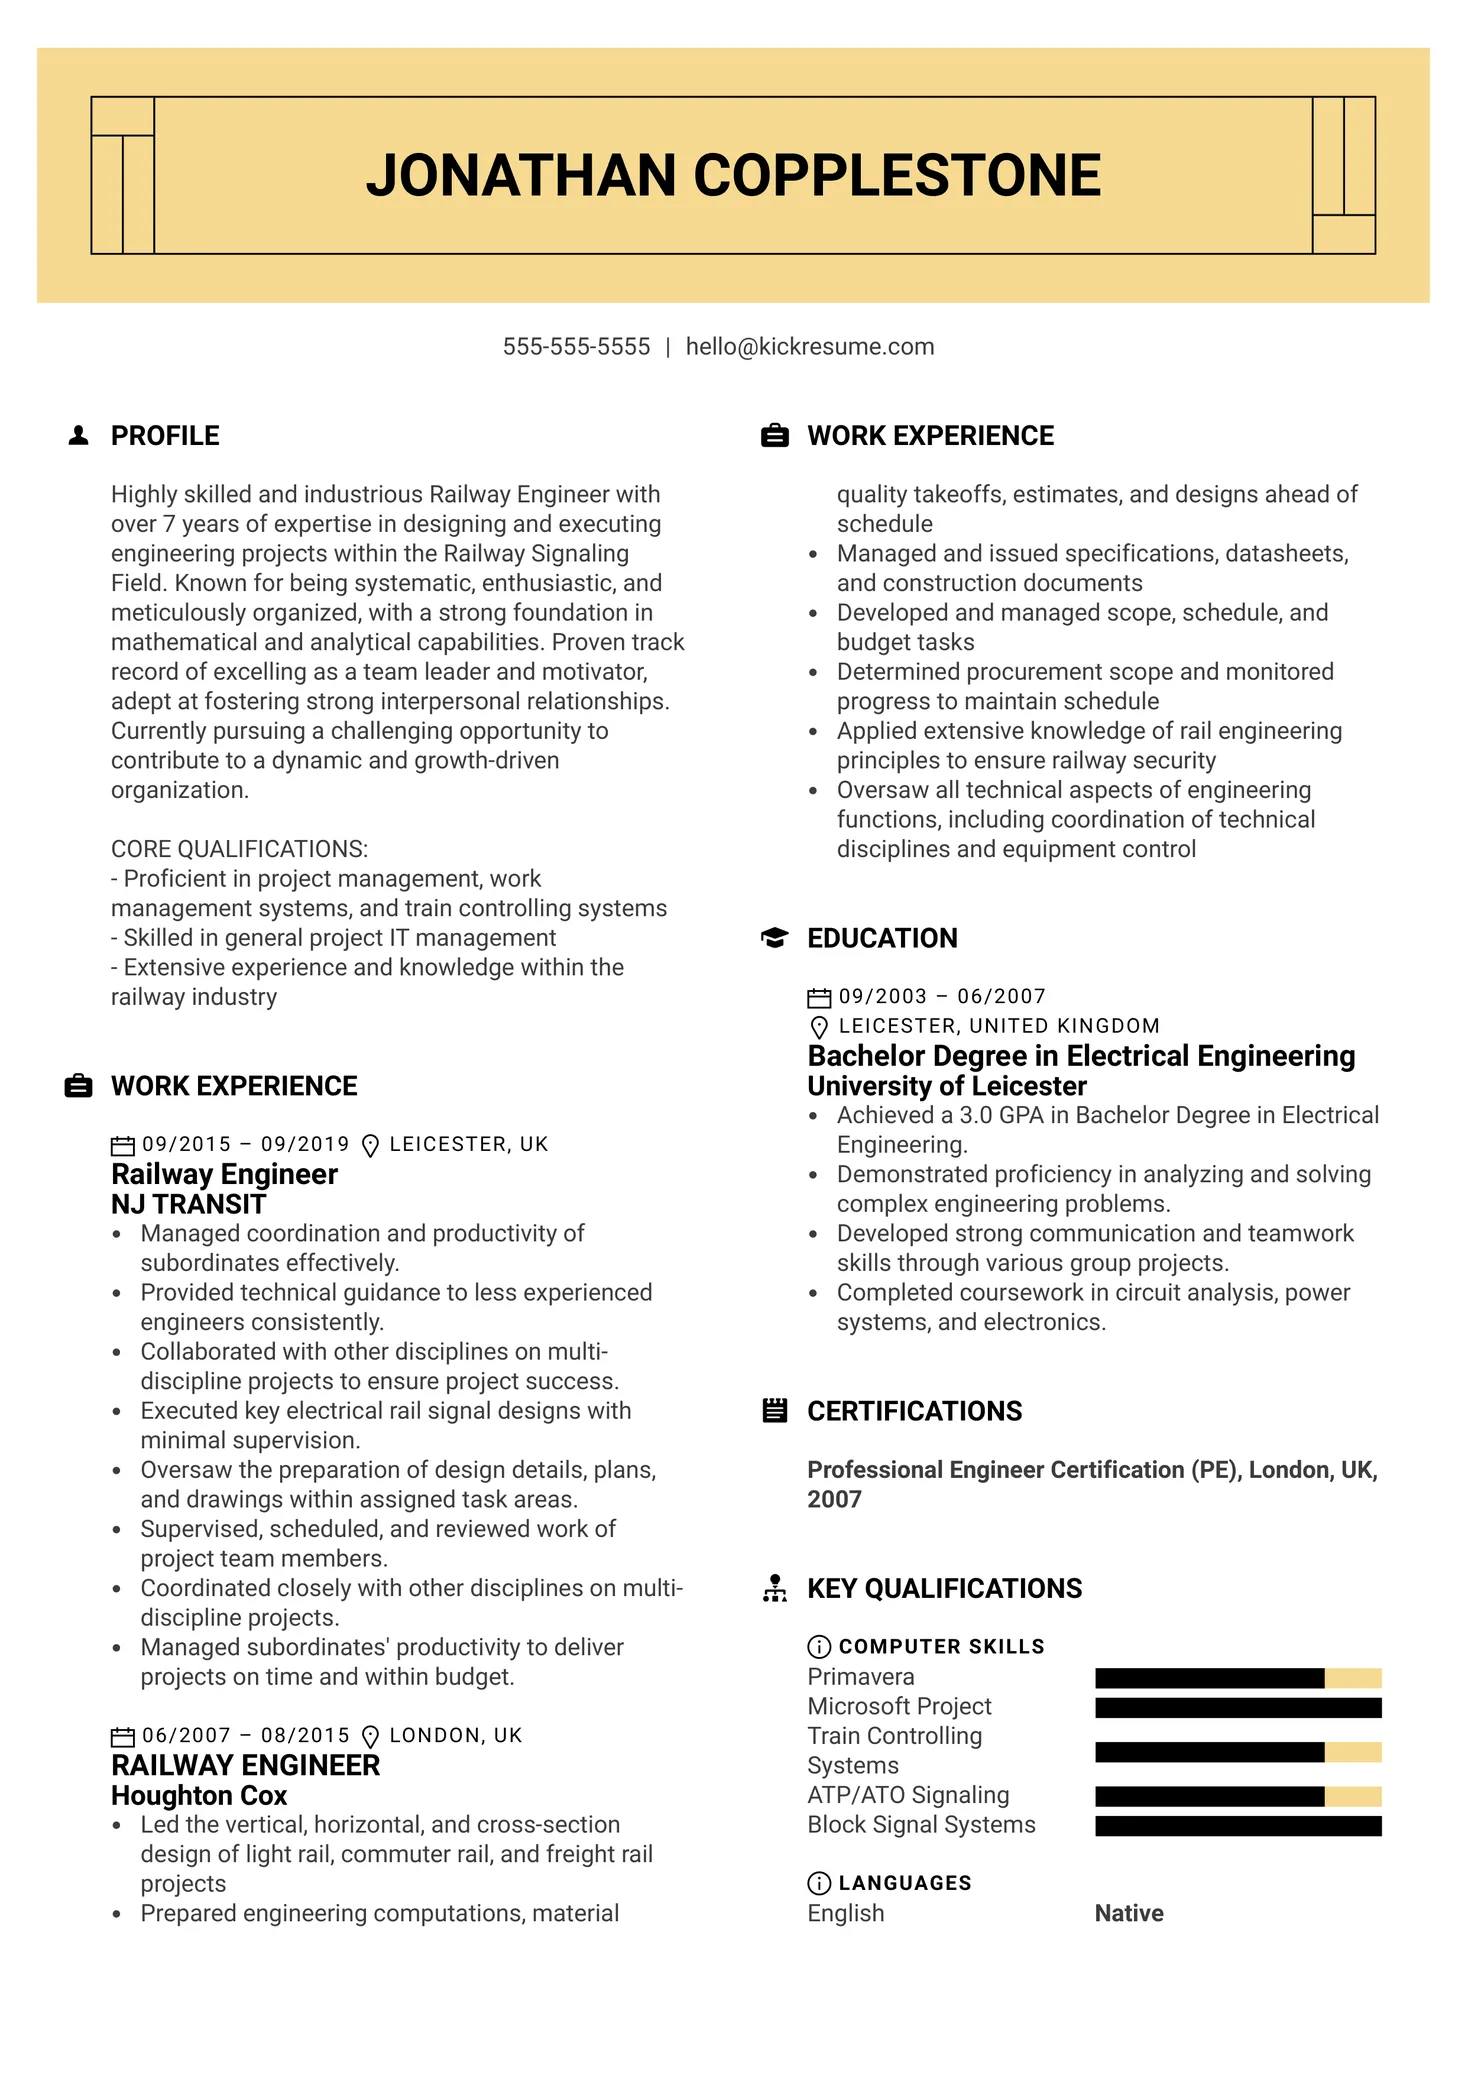 JONATHAN COPPLESTONE
555-555-5555 | hello@kickresume.com
PROFILE
Highly skilled and industrious Railway Engineer with
over 7 years of expertise in designing and executing
engineering projects within the Railway Signaling
Field. Known for being systematic, enthusiastic, and
meticulously organized, with a strong foundation in
mathematical and analytical capabilities. Proven track
record of excelling as a team leader and motivator,
adept at fostering strong interpersonal relationships.
Currently pursuing a challenging opportunity to
contribute to a dynamic and growth-driven
organization.
CORE QUALIFICATIONS:
- Proficient in project management, work
management systems, and train controlling systems
- Skilled in general project IT management
- Extensive experience and knowledge within the
railway industry
WORK EXPERIENCE
09/2015 – 09/2019 LEICESTER, UK
Railway Engineer
NJ TRANSIT
• Managed coordination and productivity of
subordinates effectively.
• Provided technical guidance to less experienced
engineers consistently.
• Collaborated with other disciplines on multi-
discipline projects to ensure project success.
• Executed key electrical rail signal designs with
minimal supervision.
• Oversaw the preparation of design details, plans,
and drawings within assigned task areas.
• Supervised, scheduled, and reviewed work of
project team members.
• Coordinated closely with other disciplines on multi-
discipline projects.
• Managed subordinates' productivity to deliver
projects on time and within budget.
06/2007 – 08/2015 LONDON, UK
RAILWAY ENGINEER
Houghton Cox
• Led the vertical, horizontal, and cross-section
design of light rail, commuter rail, and freight rail
projects
• Prepared engineering computations, material
WORK EXPERIENCE
quality takeoffs, estimates, and designs ahead of
schedule
• Managed and issued specifications, datasheets,
and construction documents
• Developed and managed scope, schedule, and
budget tasks
• Determined procurement scope and monitored
progress to maintain schedule
• Applied extensive knowledge of rail engineering
principles to ensure railway security
• Oversaw all technical aspects of engineering
functions, including coordination of technical
disciplines and equipment control
EDUCATION
09/2003 – 06/2007
LEICESTER, UNITED KINGDOM
Bachelor Degree in Electrical Engineering
University of Leicester
• Achieved a 3.0 GPA in Bachelor Degree in Electrical
Engineering.
• Demonstrated proficiency in analyzing and solving
complex engineering problems.
• Developed strong communication and teamwork
skills through various group projects.
• Completed coursework in circuit analysis, power
systems, and electronics.
CERTIFICATIONS
Professional Engineer Certification (PE), London, UK,
2007
KEY QUALIFICATIONS
COMPUTER SKILLS
Primavera
Microsoft Project
Train Controlling
Systems
ATP/ATO Signaling
Block Signal Systems
LANGUAGES
English Native